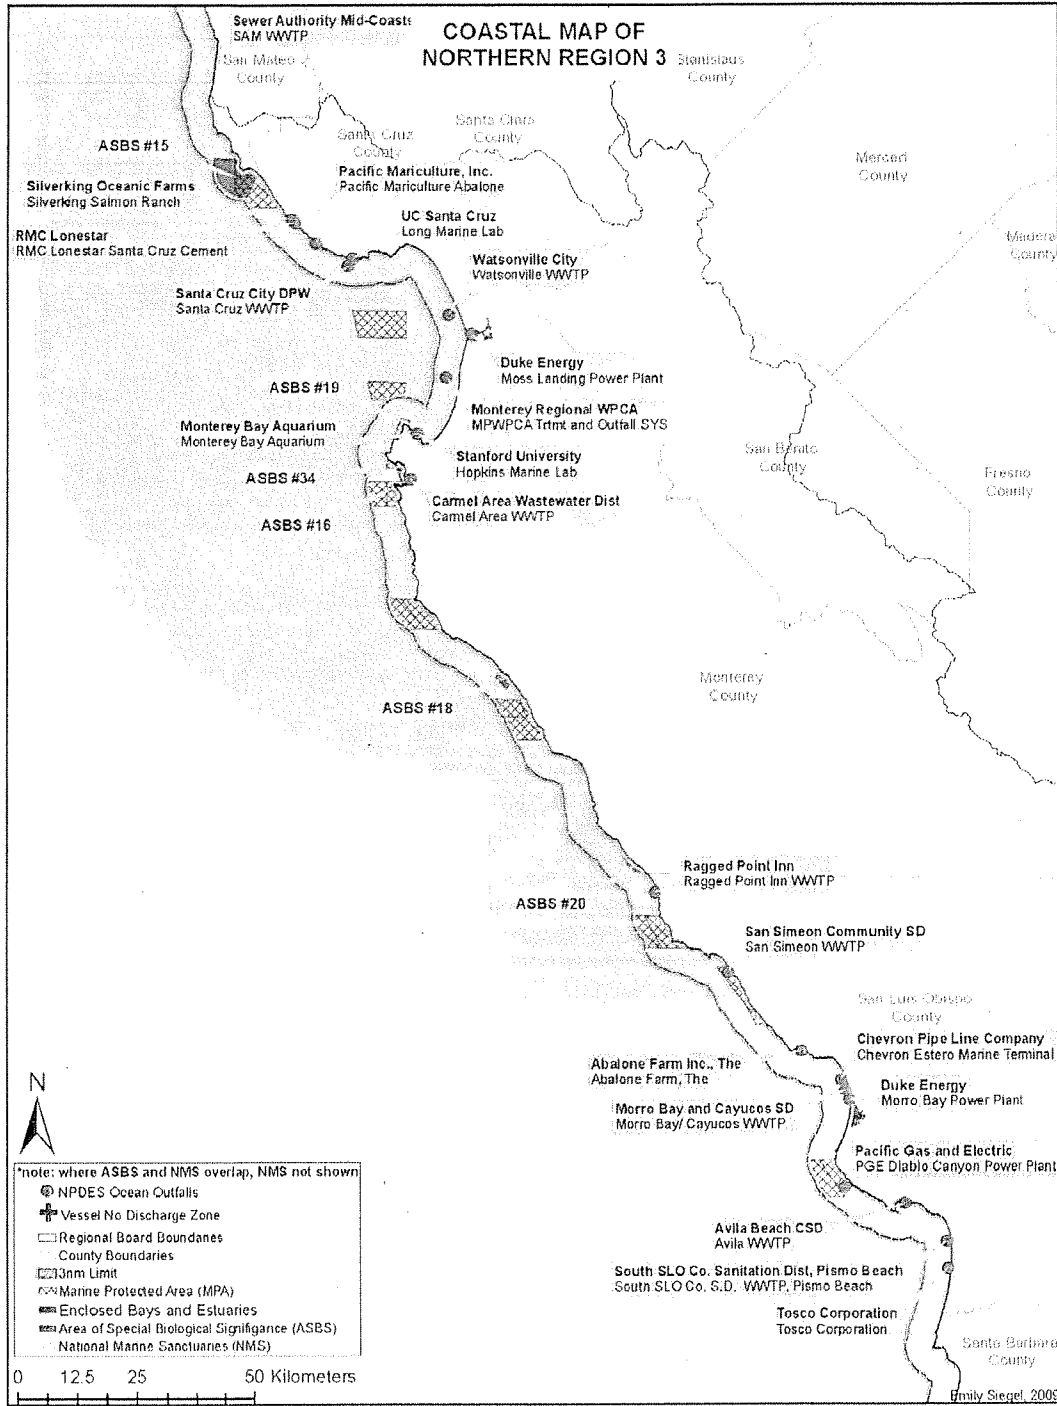 Sewer Authority Mid-Coasts
SAM WWTP
COASTAL MAP OF
NORTHERN REGION 3
San Mateo
County
Stanislaus
County
Santa Clara
County
Santa Cruz
County
ASBS #15
Merced
County
Pacific Mariculture, Inc.
Pacific Mariculture Abalone
Silverking Oceanic Farms
Silverking Salmon Ranch
UC Santa Cruz
Long Marine Lab
RMC Lonestar
RMC Lonestar Santa Cruz Cement
Madera
County
Watsonville City
Watsonville WWTP
Santa Cruz City DPW
Santa Cruz WWTP
Duke Energy
Moss Landing Power Plant
ASBS #19
Monterey Regional WPCA
MPWPCA Trtmt and Outfall SYS
Monterey Bay Aquarium
Monterey Bay Aquarium
San Benito
County
Stanford University
Hopkins Marine Lab
Fresno
County
ASBS #34
Carmel Area Wastewater Dist
Carmel Area WWTP
ASBS #16
Monterey
County
ASBS #18
Ragged Point Inn
Ragged Point Inn WWTP
ASBS #20
San Simeon Community SD
San Simeon WWTP
San Luis Obispo
County
Chevron Pipe Line Company
Chevron Estero Marine Terminal
Abalone Farm Inc., The
Abalone Farm, The
Duke Energy
Morro Bay Power Plant
Morro Bay and Cayucos SD
Morro Bay/ Cayucos WWTP
Pacific Gas and Electric
PGE Diablo Canyon Power Plant
Avila Beach CSD
Avila WWTP
South SLO Co. Sanitation Dist, Pismo Beach
South SLO Co. S.D. WWTP, Pismo Beach
Tosco Corporation
Tosco Corporation
Santa Barbara
County
N
*note: where ASBS and NMS overlap, NMS not shown
NPDES Ocean Outfalls
Vessel No Discharge Zone
Regional Board Boundaries
County Boundaries
3nm Limit
Marine Protected Area (MPA)
Enclosed Bays and Estuaries
Area of Special Biological Signifigance (ASBS)
National Marine Sanctuaries (NMS)
0 12.5 25 50 Kilometers
Emily Siegel, 2009